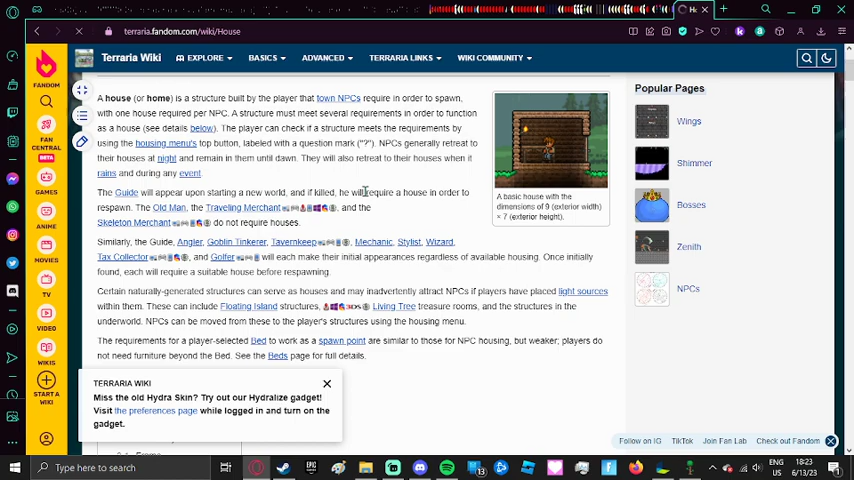 terraria.fandom.com/wiki/House
Terraria Wiki
EXPLORE
BASICS
ADVANCED
TERRARIA LINKS
WIKI COMMUNITY
FANDOM
FAN CENTRAL
BETA
GAMES
ANIME
MOVIES
TV
VIDEO
WIKIS
START A WIKI
A house (or home) is a structure built by the player that town NPCs require in order to spawn,
with one house required per NPC. A structure must meet several requirements in order to function
as a house (see details below). The player can check if a structure meets the requirements by
using the housing menu's top button, labeled with a question mark ("?"). NPCs generally retreat to
their houses at night and remain in them until dawn. They will also retreat to their houses when it
rains and during any event.
The Guide will appear upon starting a new world, and if killed, he will require a house in order to
respawn. The Old Man, the Traveling Merchant, and the
Skeleton Merchant do not require houses.
Similarly, the Guide, Angler, Goblin Tinkerer, Tavernkeep, Mechanic, Stylist, Wizard,
Tax Collector, and Golfer will each make their initial appearances regardless of available housing. Once initially
found, each will require a suitable house before respawning.
Certain naturally-generated structures can serve as houses and may inadvertently attract NPCs if players have placed light sources
within them. These can include Floating Island structures, 3DS Living Tree treasure rooms, and the structures in the
underworld. NPCs can be moved from these to the player's structures using the housing menu.
The requirements for a player-selected Bed to work as a spawn point are similar to those for NPC housing, but weaker; players do
not need furniture beyond the Bed. See the Beds page for full details.
A basic house with the
dimensions of 9 (exterior width)
× 7 (exterior height).
Popular Pages
Wings
Shimmer
Bosses
Zenith
NPCs
TERRARIA WIKI
Miss the old Hydra Skin? Try out our Hydralize gadget!
Visit the preferences page while logged in and turn on the
gadget.
Follow on IG
TikTok
Join Fan Lab
Check out Fandom
Type here to search
EPIC
13
ENG
US
18:23
6/13/23